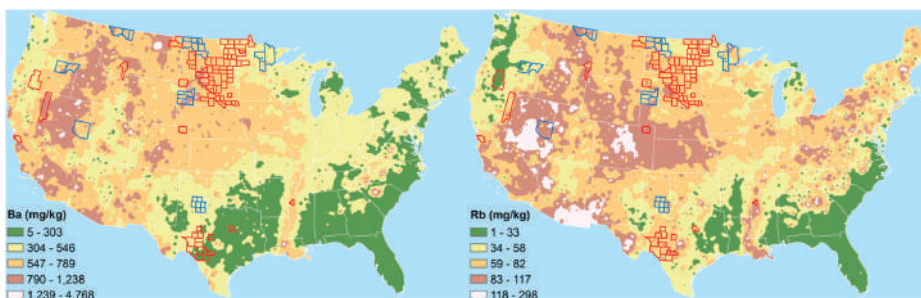 Ba (mg/kg)
5 - 303
304 - 546
547 - 789
790 - 1,238
1,239 - 4,768
Rb (mg/kg)
1 - 33
34 - 58
59 - 82
83 - 117
118 - 298